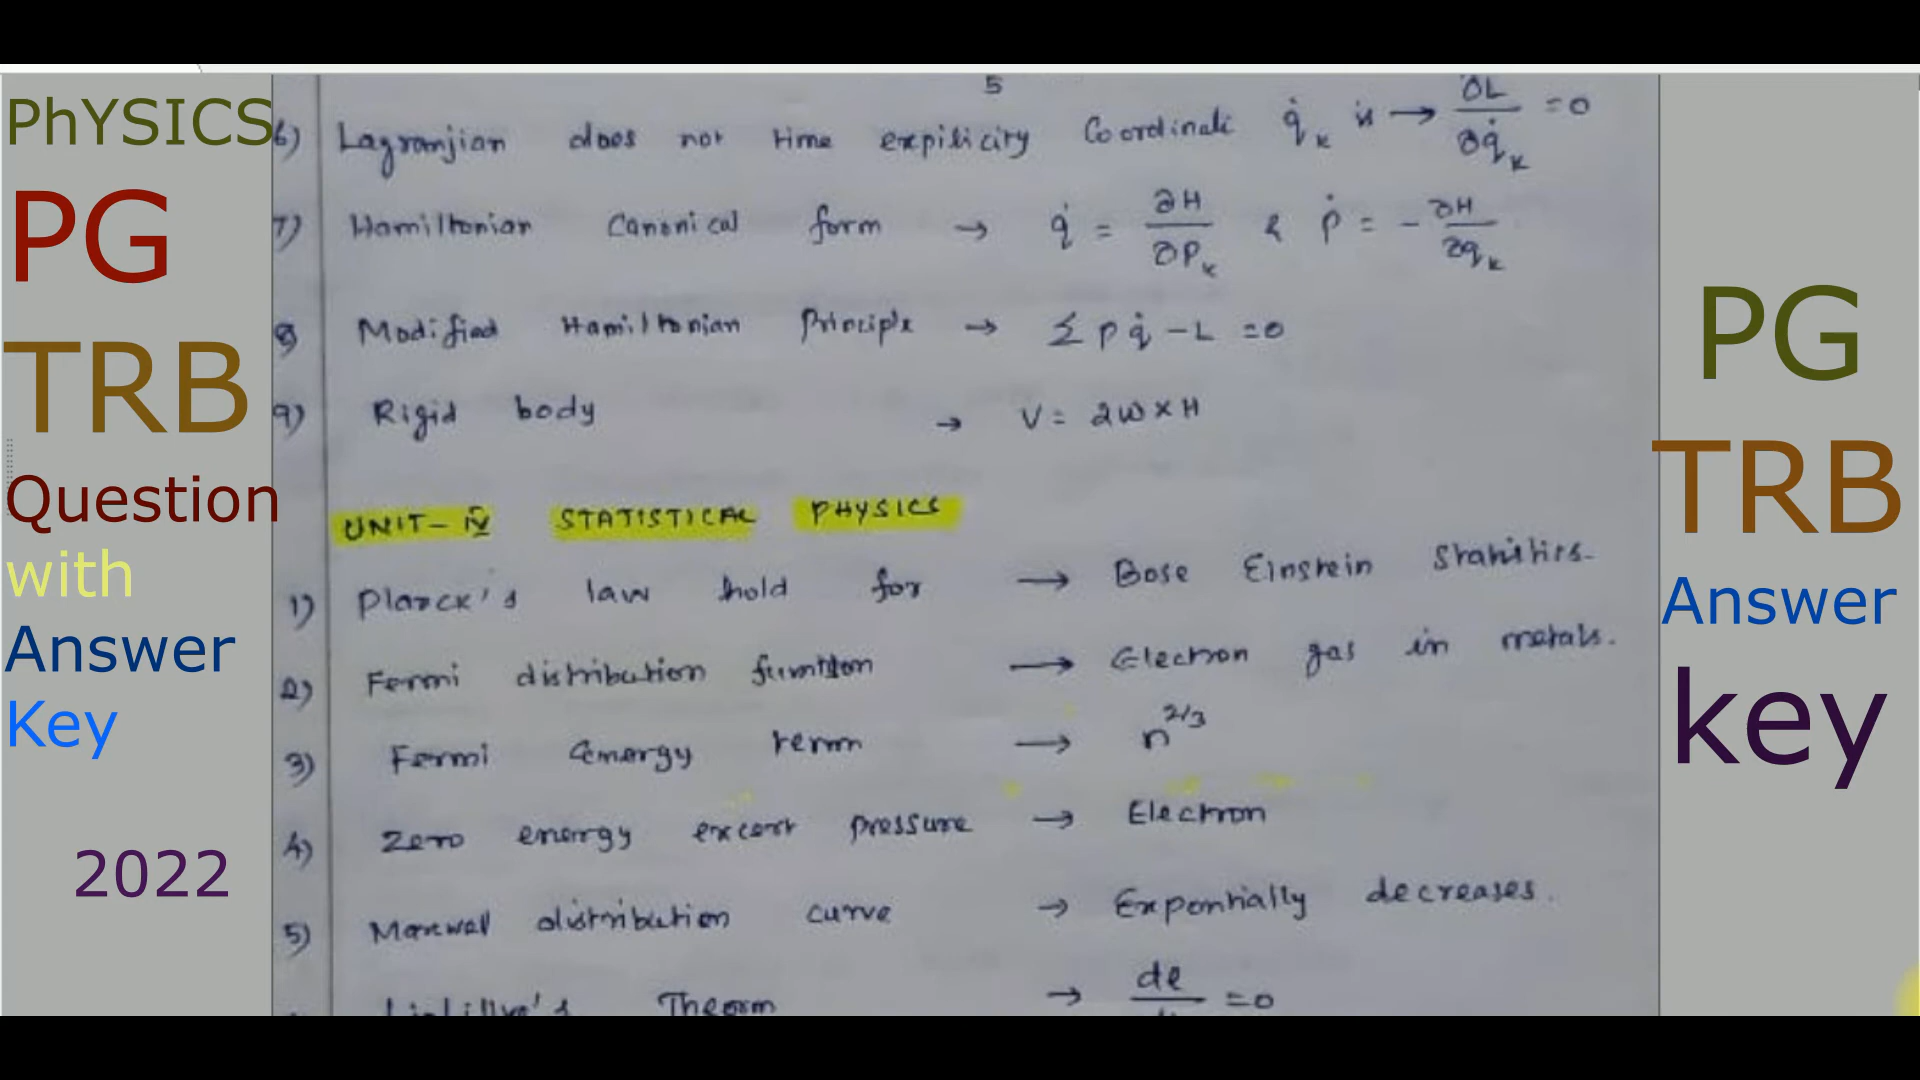 PhYSICS
PG
TRB
Question
with
Answer
Key
2022
5
6) Lagranjian does not time expilicity Coordinate q̇ₖ is → ∂L/∂q̇ₖ = 0
7) Hamiltonian Canonical form → q̇ = ∂H/∂Pₖ & ṗ = - ∂H/∂qₖ
8) Modified Hamiltonian Principle → Σ p q̇ - L = 0
9) Rigid body → V = 2ω × H
UNIT - IV STATISTICAL PHYSICS
1) Planck's law hold for → Bose Einstein Statistics.
2) Fermi distribution function → Electron gas in metals.
3) Fermi energy term → n^2/3
4) Zero energy excert pressure → Electron
5) Maxwell distribution curve → Expontially decreases.
Theorm → de/ = 0
PG
TRB
Answer
key